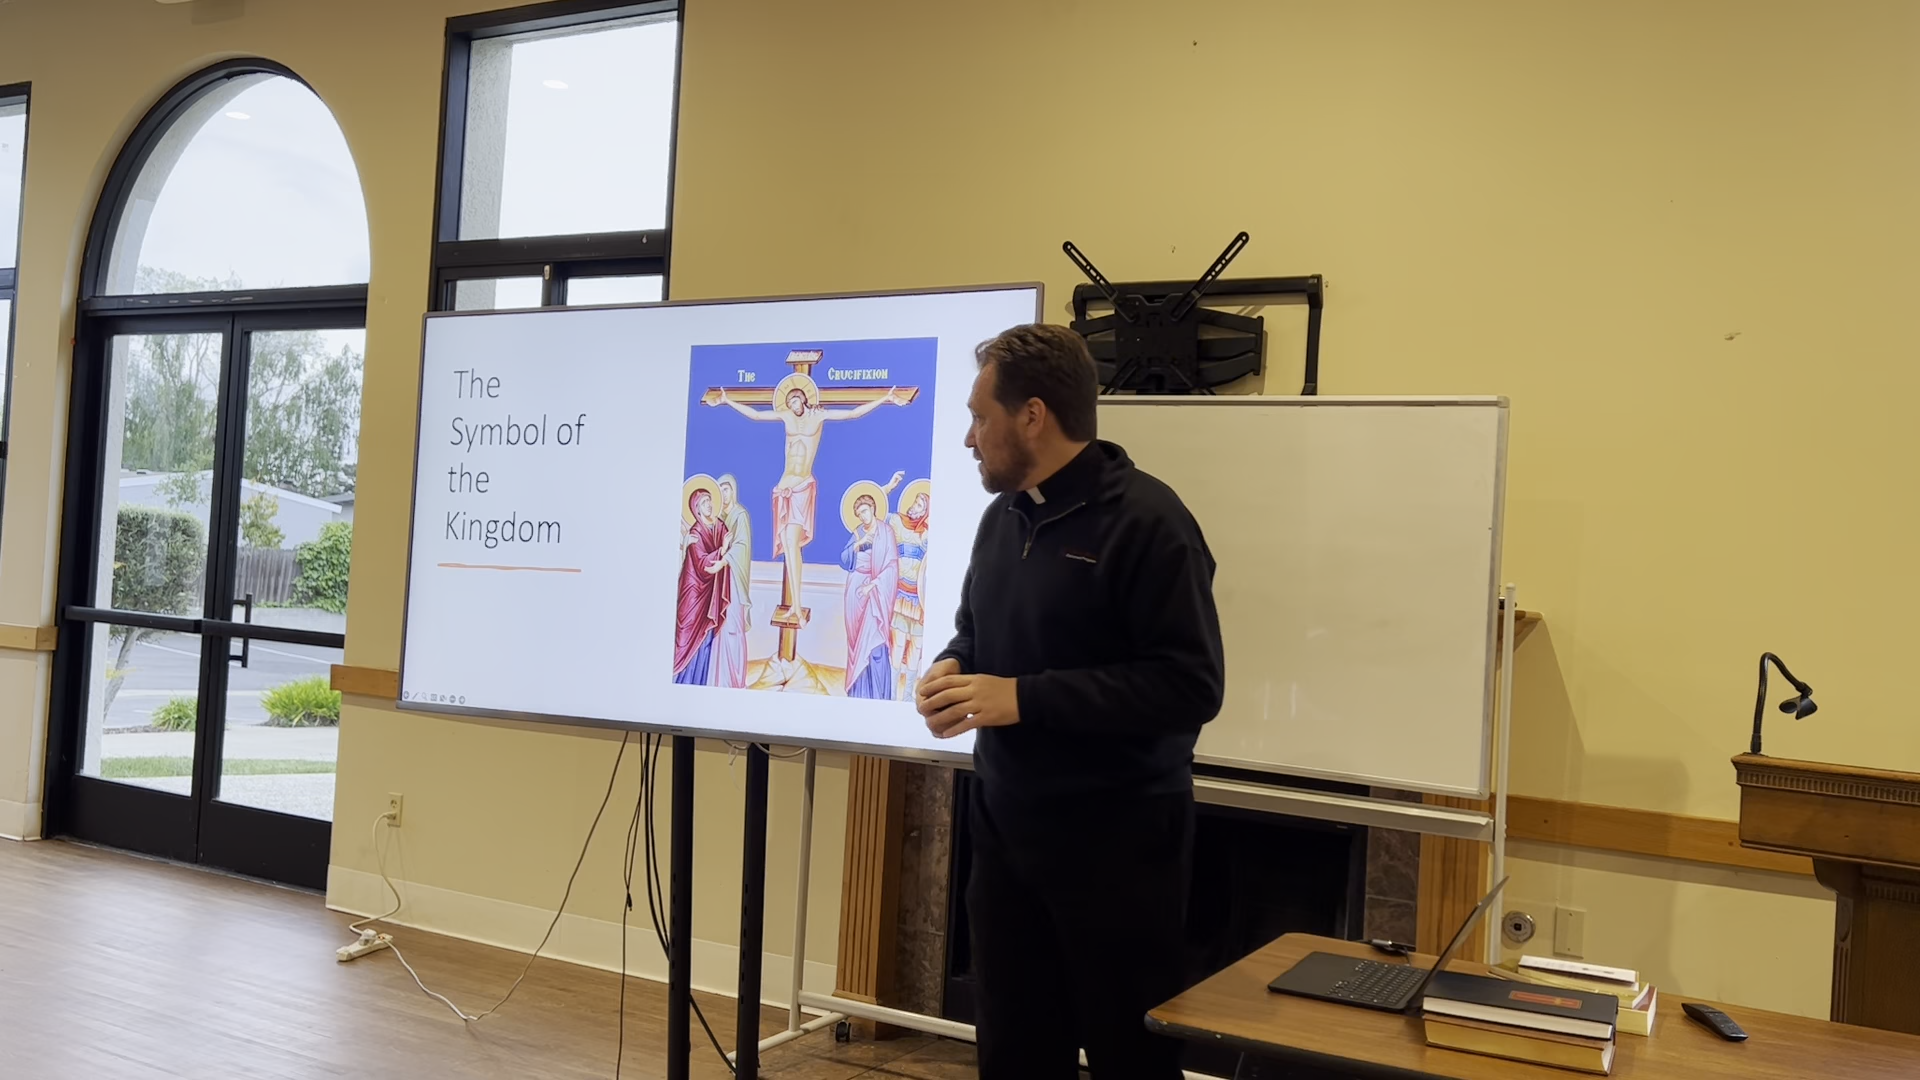 The
Symbol of
the
Kingdom
The Crucifixion